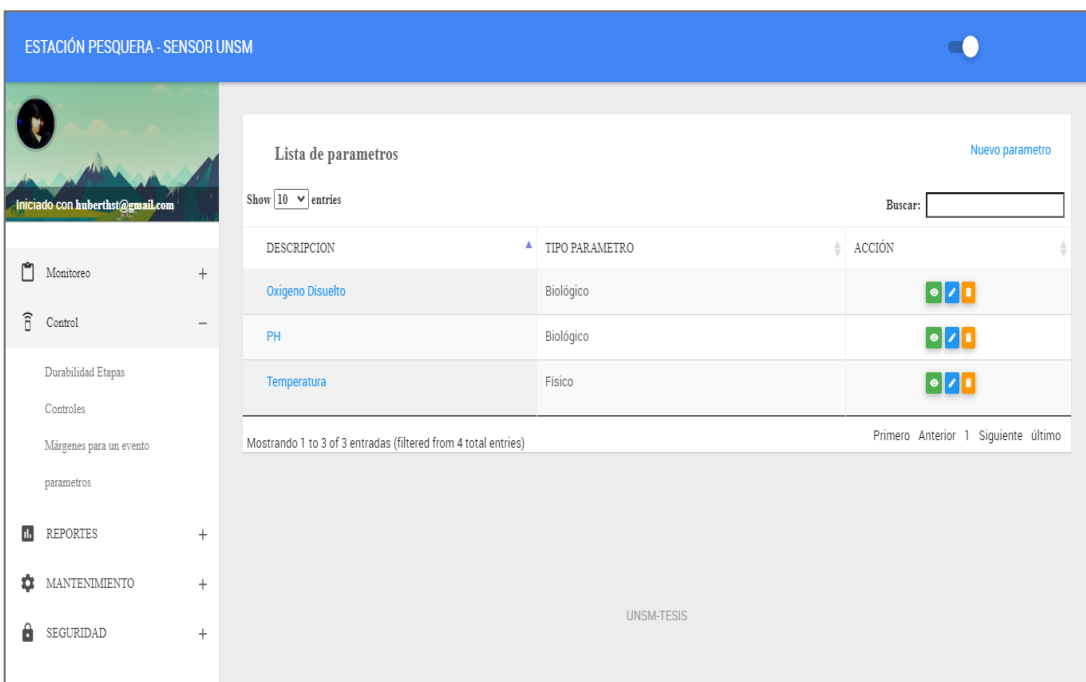 ESTACIÓN PESQUERA - SENSOR UNSM
Iniciado con huberthst@gmail.com
Monitoreo +
Control −
Durabilidad Etapas
Controles
Márgenes para un evento
parametros
REPORTES +
MANTENIMIENTO +
SEGURIDAD +
Lista de parametros
Nuevo parametro
Show 10 entries
Buscar:
DESCRIPCION TIPO PARAMETRO ACCIÓN
Oxigeno Disuelto Biológico
PH Biológico
Temperatura Físico
Mostrando 1 to 3 of 3 entradas (filtered from 4 total entries)
Primero Anterior 1 Siguiente último
UNSM-TESIS